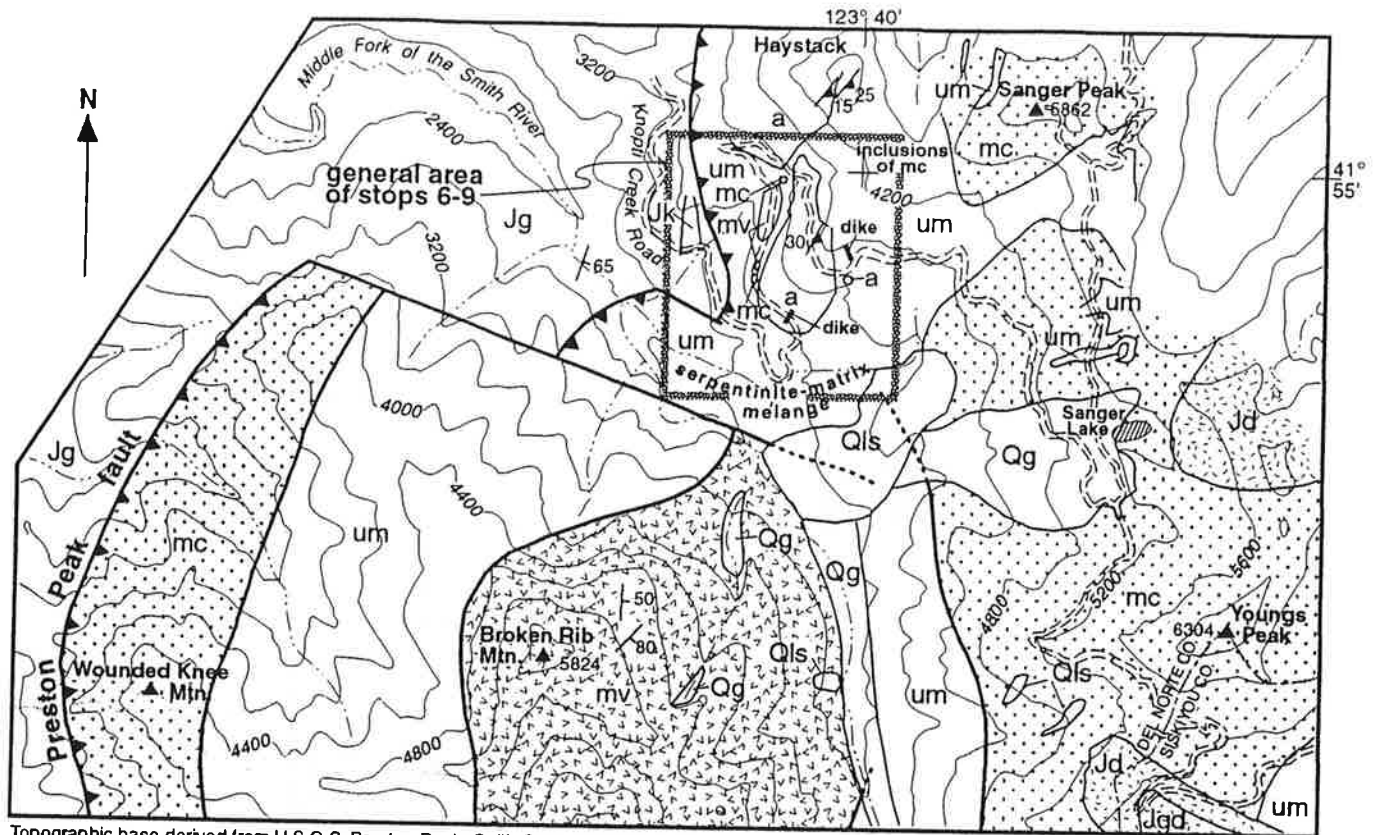 123° 40'
Haystack
Middle Fork of the Smith River
3200
um
Sanger Peak
5862
25
15
N
2400
Knopti Creek Road
a
mc
inclusions
of mc
41°
55'
general area
of stops 6-9
um
mc
4200
Jg
Jk
mv
um
dike
30
3200
65
a
a
um
mc
dike
um
um
serpentinite-matrix
melange
4000
Sanger
Lake
Jd
Qls
Qg
Jg
4400
um
Preston Peak fault
mc
Qg
Qg
50
5600
5200
mc
4800
Youngs
Peak
6304
Broken Rib
Mtn.
5824
80
Qls
Wounded Knee
Mtn.
mv
Qg
um
Qls
DEL NORTE CO.
SISKIYOU CO.
4400
4800
Jd
um
Jgd